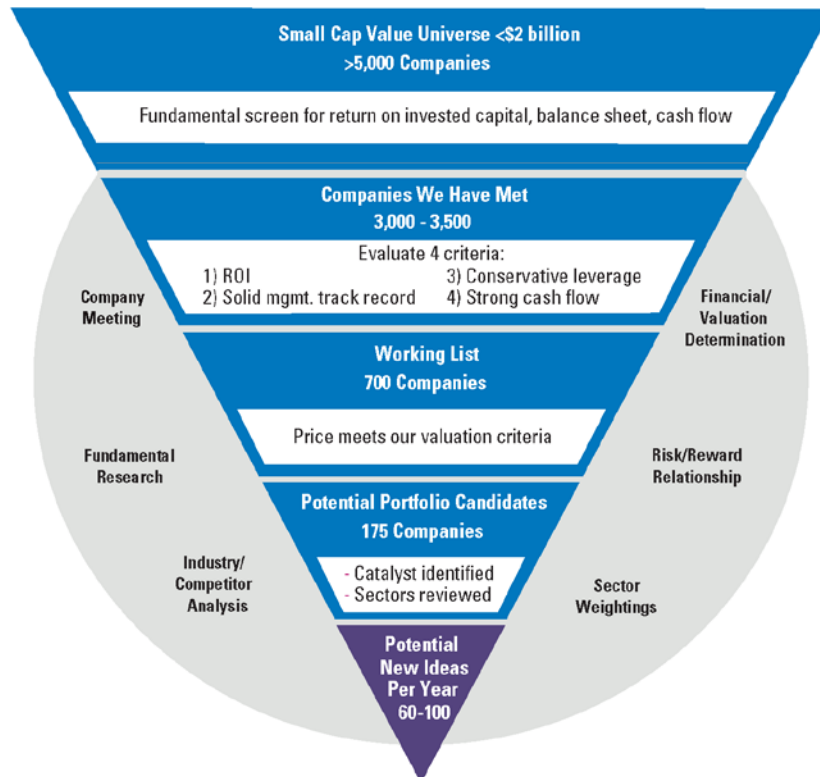 Small Cap Value Universe <$2 billion
>5,000 Companies
Fundamental screen for return on invested capital, balance sheet, cash flow
Companies We Have Met
3,000 - 3,500
Evaluate 4 criteria:
1) ROI
2) Solid mgmt. track record
3) Conservative leverage
4) Strong cash flow
Company
Meeting
Financial/
Valuation
Determination
Working List
700 Companies
Price meets our valuation criteria
Fundamental
Research
Risk/Reward
Relationship
Potential Portfolio Candidates
175 Companies
- Catalyst identified
- Sectors reviewed
Industry/
Competitor
Analysis
Sector
Weightings
Potential
New Ideas
Per Year
60-100